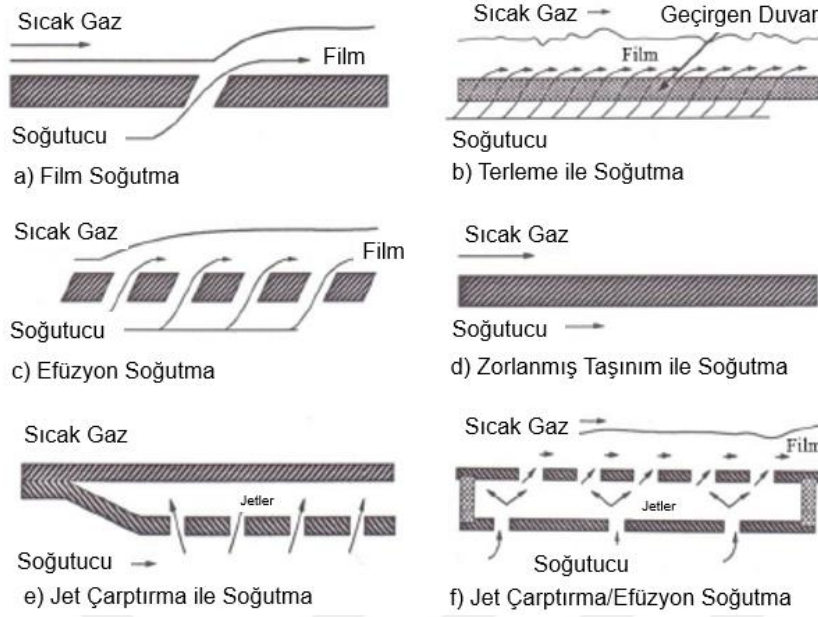 Sıcak Gaz
Film
Soğutucu
a) Film Soğutma
Sıcak Gaz
Geçirgen Duvar
Film
Soğutucu
b) Terleme ile Soğutma
Sıcak Gaz
Film
Soğutucu
c) Efüzyon Soğutma
Sıcak Gaz
Soğutucu
d) Zorlanmış Taşınım ile Soğutma
Sıcak Gaz
Jetler
Soğutucu
e) Jet Çarptırma ile Soğutma
Sıcak Gaz
Film
Jetler
Soğutucu
f) Jet Çarptırma/Efüzyon Soğutma